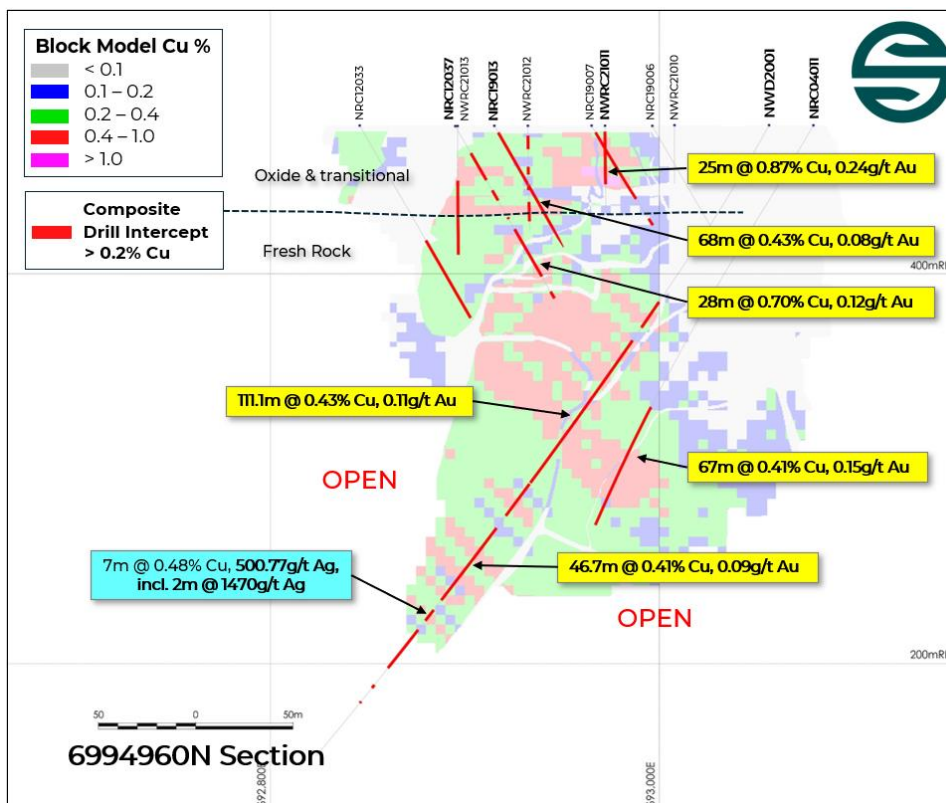 Block Model Cu %
< 0.1
0.1 – 0.2
0.2 – 0.4
0.4 – 1.0
> 1.0
Composite
Drill Intercept
> 0.2% Cu
NRC12033
NRC12037
NWRC21013
NRC19013
NWRC21012
NRC19007
NWRC21011
NRC19006
NWRC21010
NWD2001
NRC04011
Oxide & transitional
Fresh Rock
25m @ 0.87% Cu, 0.24g/t Au
68m @ 0.43% Cu, 0.08g/t Au
400mR
28m @ 0.70% Cu, 0.12g/t Au
111.1m @ 0.43% Cu, 0.11g/t Au
67m @ 0.41% Cu, 0.15g/t Au
OPEN
7m @ 0.48% Cu, 500.77g/t Ag,
incl. 2m @ 1470g/t Ag
46.7m @ 0.41% Cu, 0.09g/t Au
OPEN
200mR
50 0 50m
6994960N Section
592,800E
593,000E